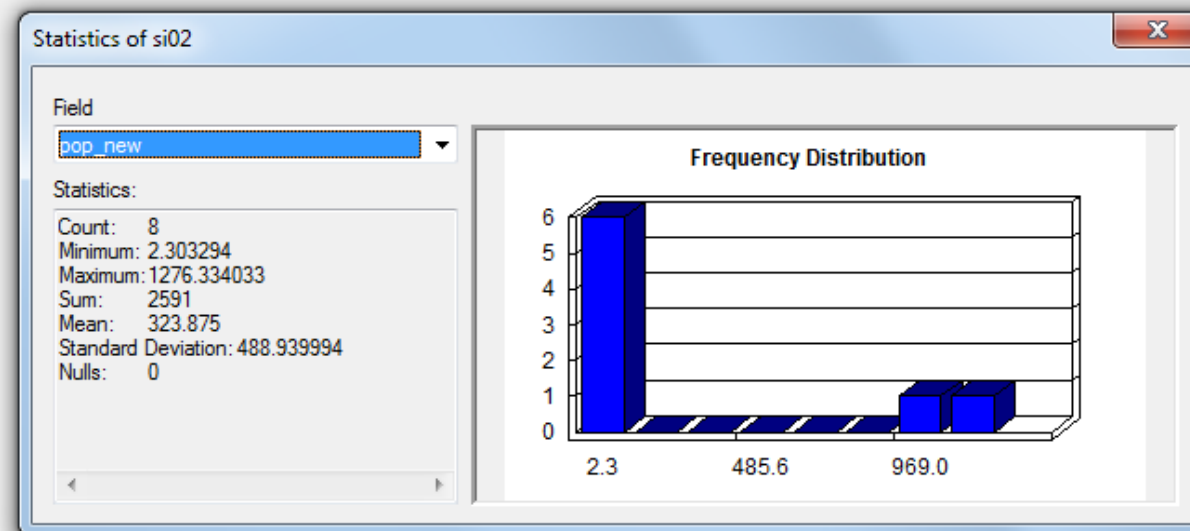 Statistics of si02
Field
pop_new
Statistics:
Count: 8
Minimum: 2.303294
Maximum: 1276.334033
Sum: 2591
Mean: 323.875
Standard Deviation: 488.939994
Nulls: 0
Frequency Distribution
6
5
4
3
2
1
0
2.3 485.6 969.0